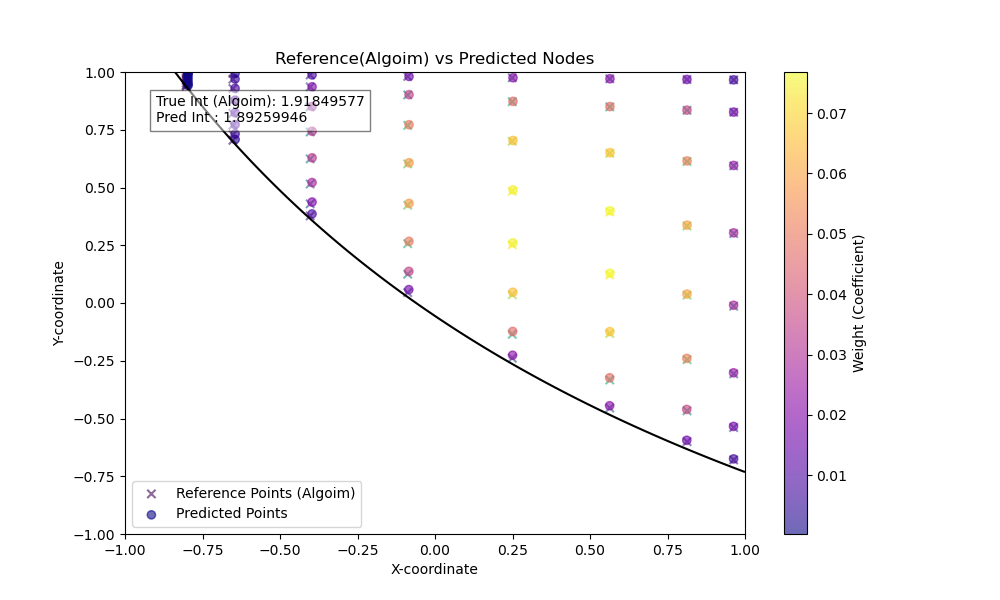 Reference(Algoim) vs Predicted Nodes
True Int (Algoim): 1.91849577
Pred Int : 1.89259946
Y-coordinate
1.00
0.75
0.50
0.25
0.00
−0.25
−0.50
−0.75
−1.00
Reference Points (Algoim)
Predicted Points
−1.00 −0.75 −0.50 −0.25 0.00 0.25 0.50 0.75 1.00
X-coordinate
0.07
0.06
0.05
0.04
0.03
0.02
0.01
Weight (Coefficient)